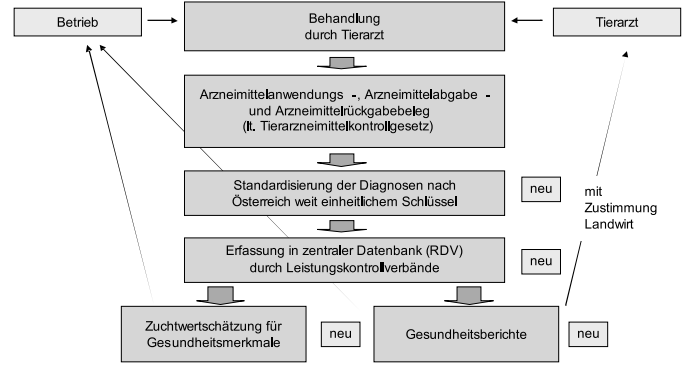 Betrieb
Behandlung
durch Tierarzt
Tierarzt
Arzneimittelanwendungs -, Arzneimittelabgabe -
und Arzneimittelrückgabebeleg
(lt. Tierarzneimittelkontrollgesetz)
Standardisierung der Diagnosen nach
Österreich weit einheitlichem Schlüssel
neu
mit
Zustimmung
Landwirt
Erfassung in zentraler Datenbank (RDV)
durch Leistungskontrollverbände
neu
Zuchtwertschätzung für
Gesundheitsmerkmale
neu
Gesundheitsberichte
neu